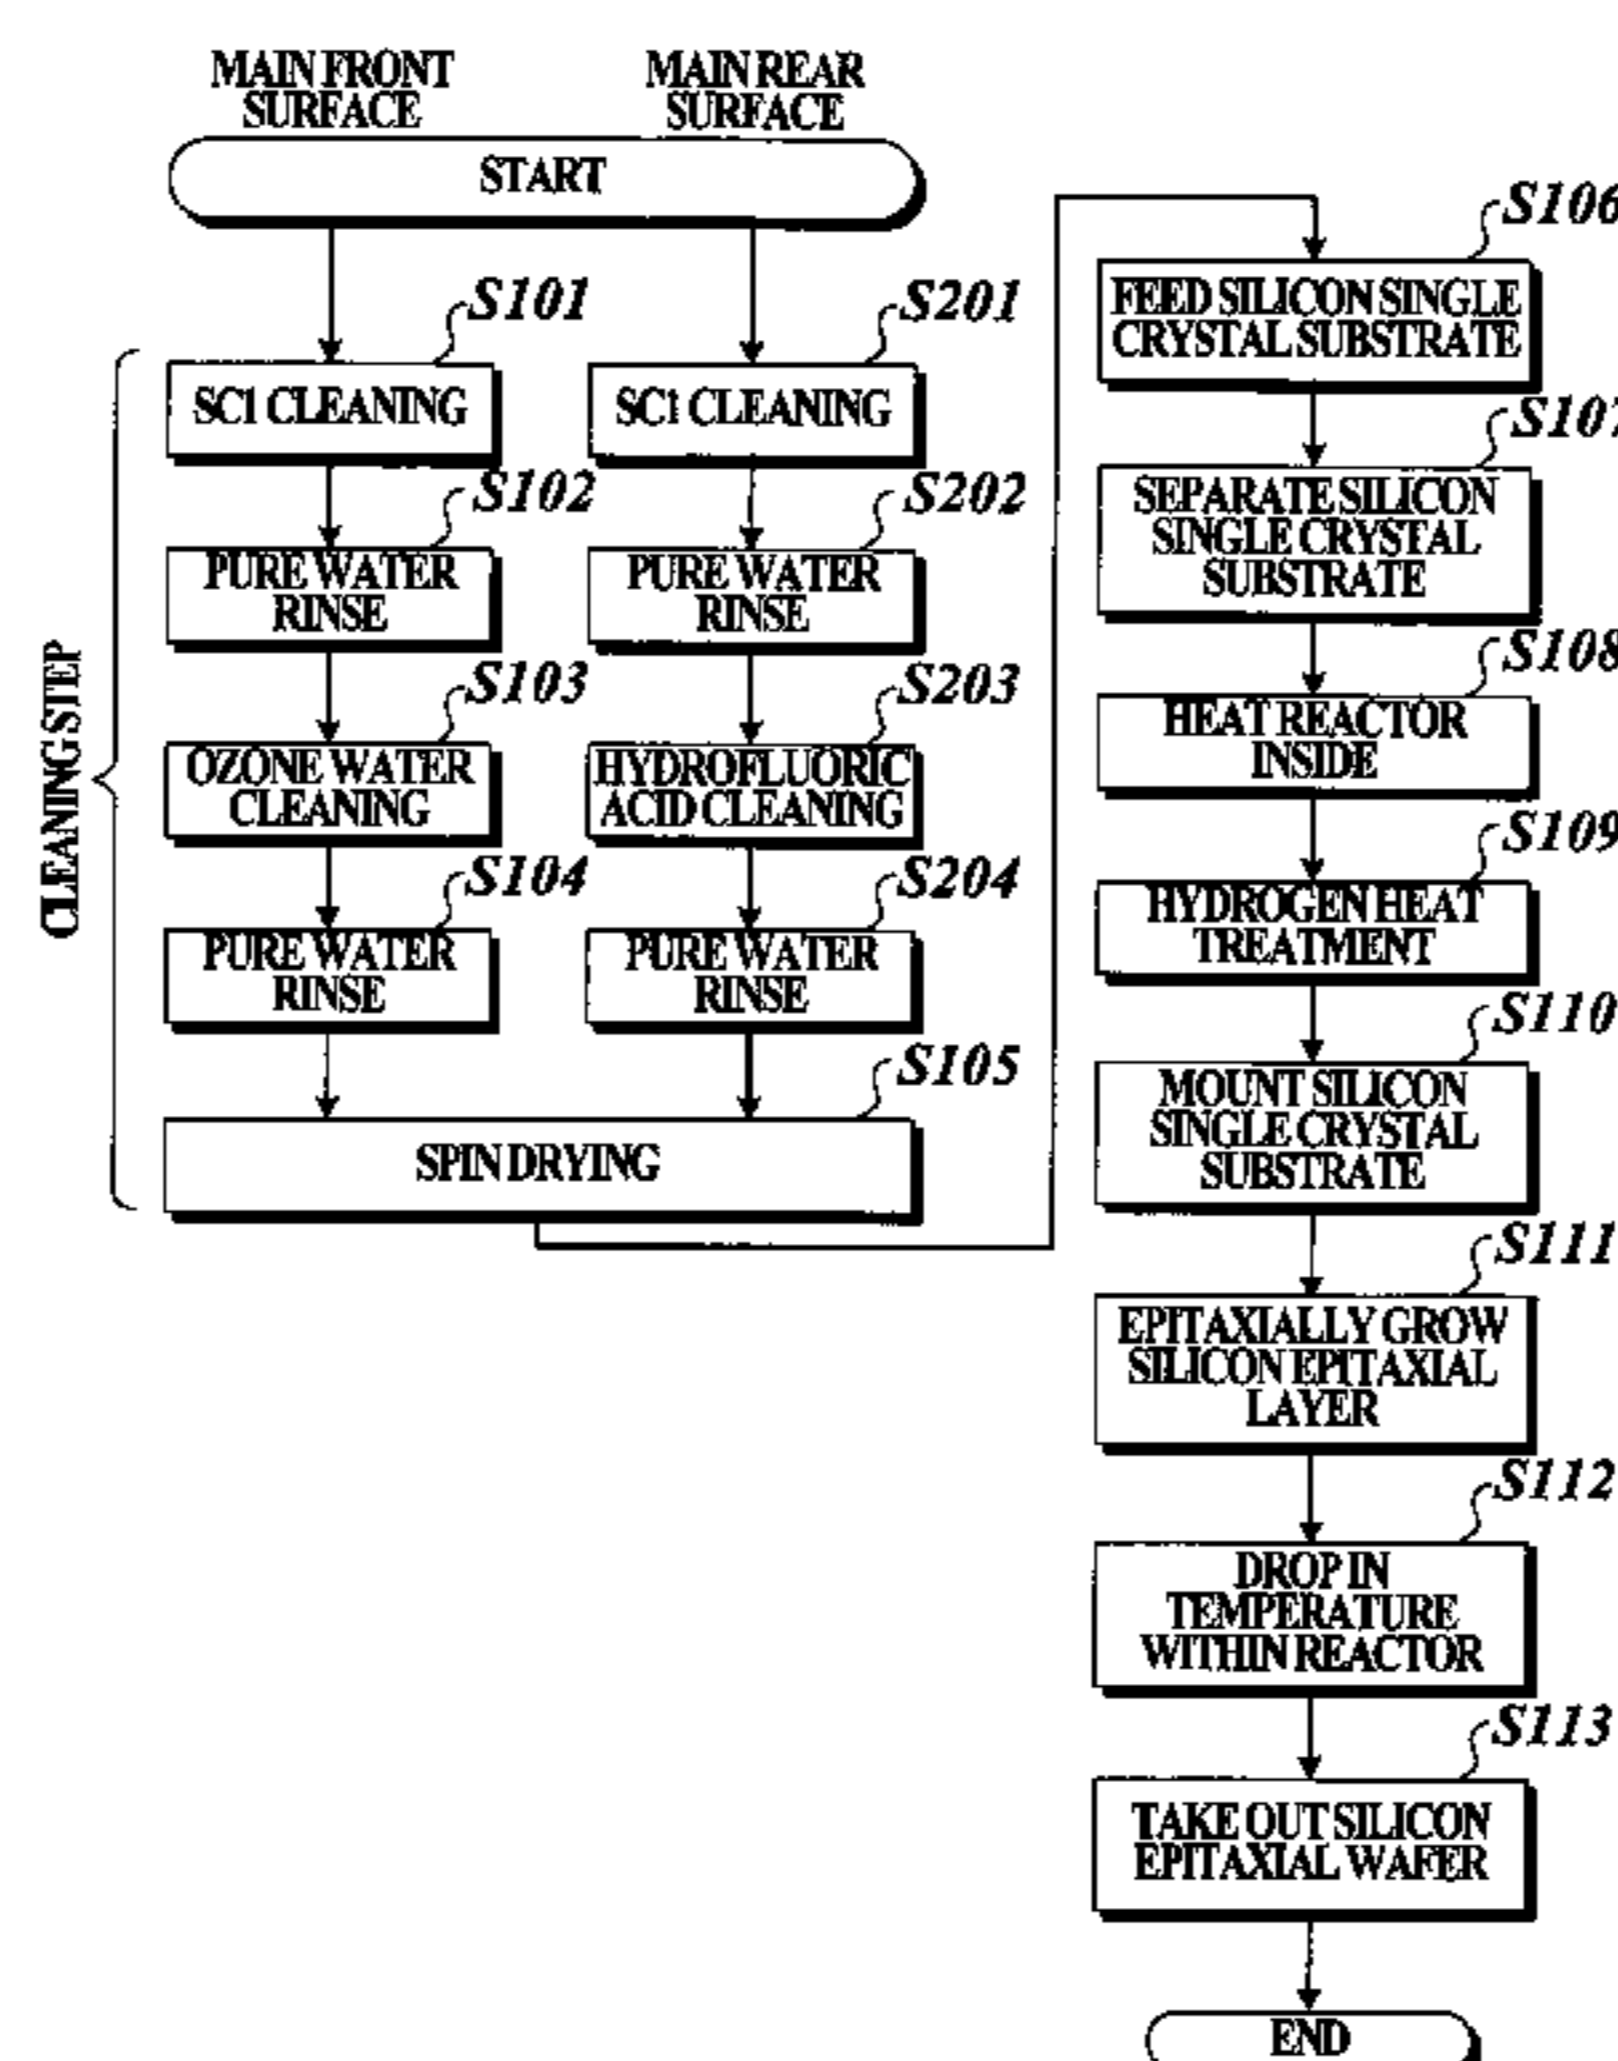 MAIN FRONT
SURFACE
MAIN REAR
SURFACE
START
CLEANING STEP
S101
SC1 CLEANING
S102
PURE WATER
RINSE
S103
OZONE WATER
CLEANING
S104
PURE WATER
RINSE
S201
SC1 CLEANING
S202
PURE WATER
RINSE
S203
HYDROFLUORIC
ACID CLEANING
S204
PURE WATER
RINSE
S105
SPIN DRYING
S106
FEED SILICON SINGLE
CRYSTAL SUBSTRATE
S107
SEPARATE SILICON
SINGLE CRYSTAL
SUBSTRATE
S108
HEAT REACTOR
INSIDE
S109
HYDROGEN HEAT
TREATMENT
S110
MOUNT SILICON
SINGLE CRYSTAL
SUBSTRATE
S111
EPITAXIALLY GROW
SILICON EPITAXIAL
LAYER
S112
DROP IN
TEMPERATURE
WITHIN REACTOR
S113
TAKE OUT SILICON
EPITAXIAL WAFER
END